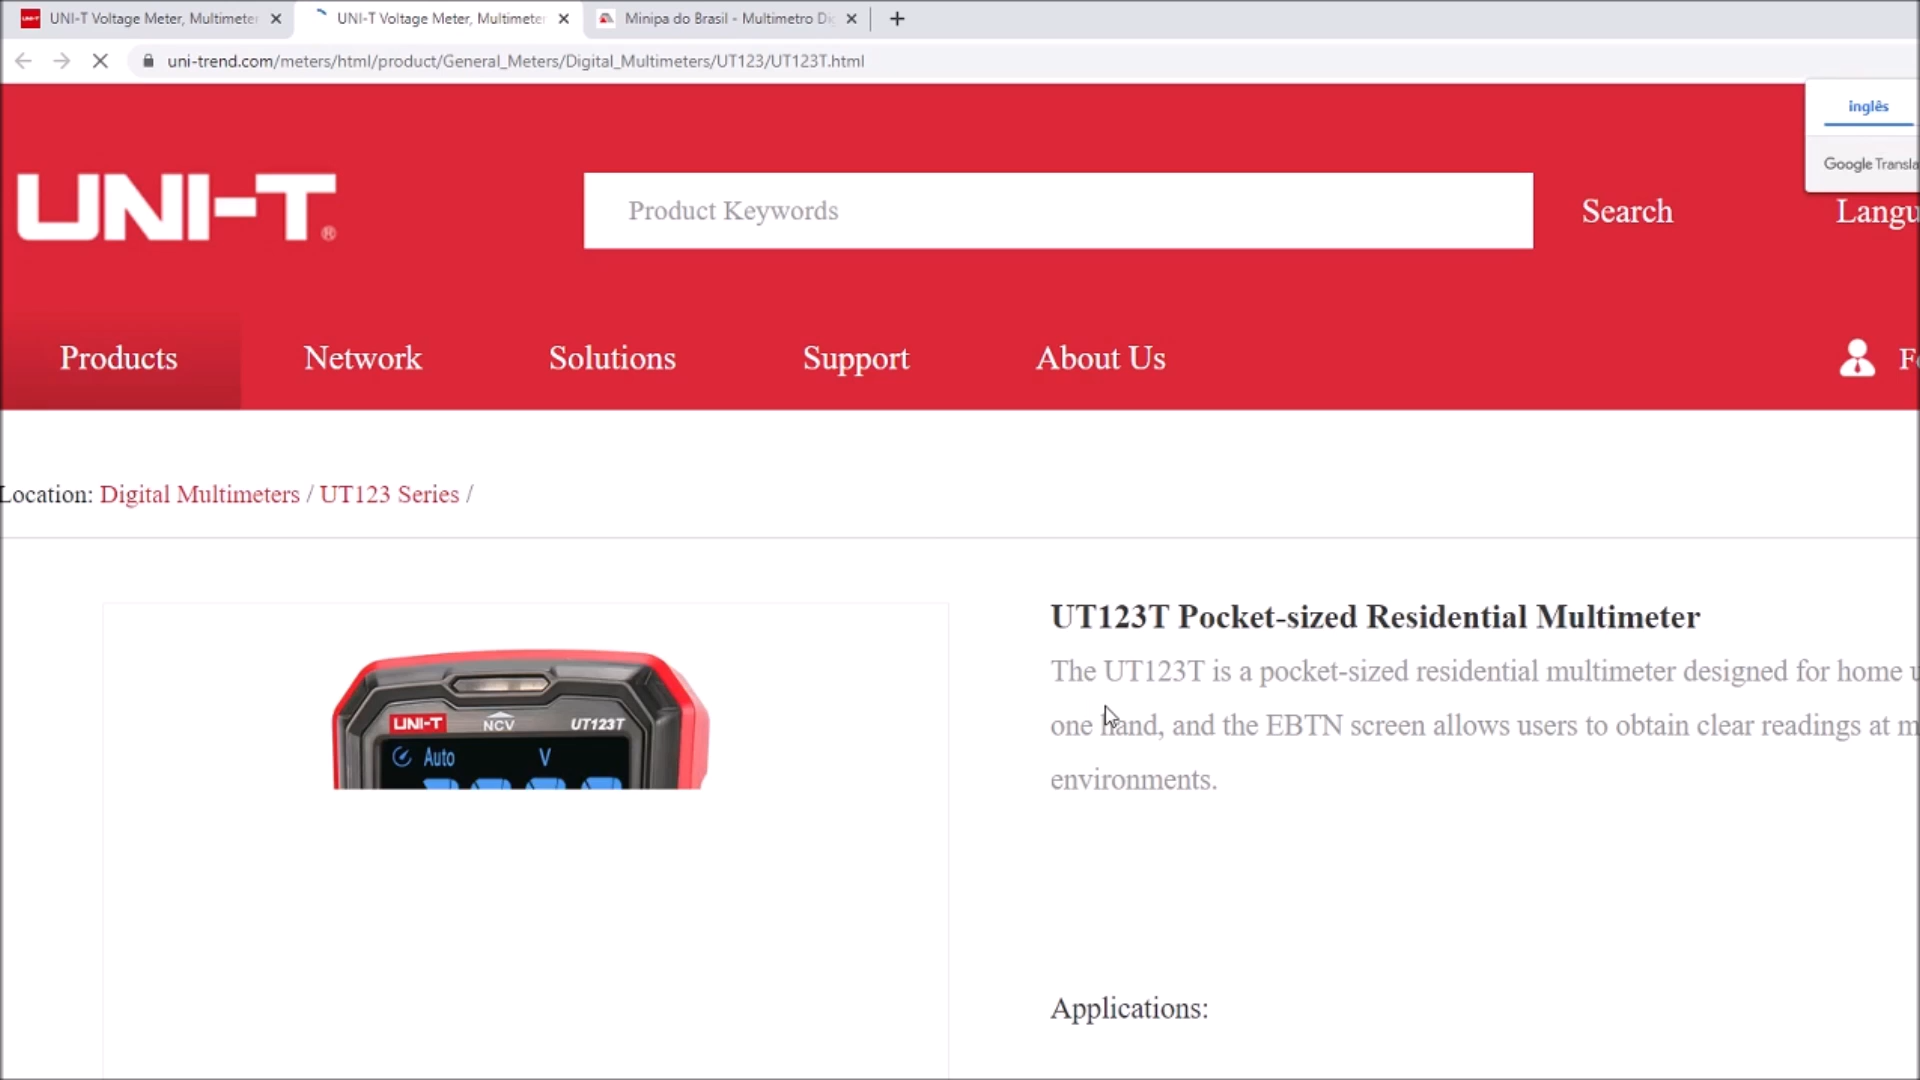 UNI-T Voltage Meter, Multimeter
UNI-T Voltage Meter, Multimeter
Minipa do Brasil - Multimetro Di
uni-trend.com/meters/html/product/General_Meters/Digital_Multimeters/UT123/UT123T.html
inglês
Google Transla
UNI-T®
Product Keywords
Search
Langu
Products
Network
Solutions
Support
About Us
Fo
Location: Digital Multimeters / UT123 Series /
UT123T Pocket-sized Residential Multimeter
The UT123T is a pocket-sized residential multimeter designed for home u
one hand, and the EBTN screen allows users to obtain clear readings at m
environments.
UNI-T
NCV
UT123T
Auto
V
Applications: